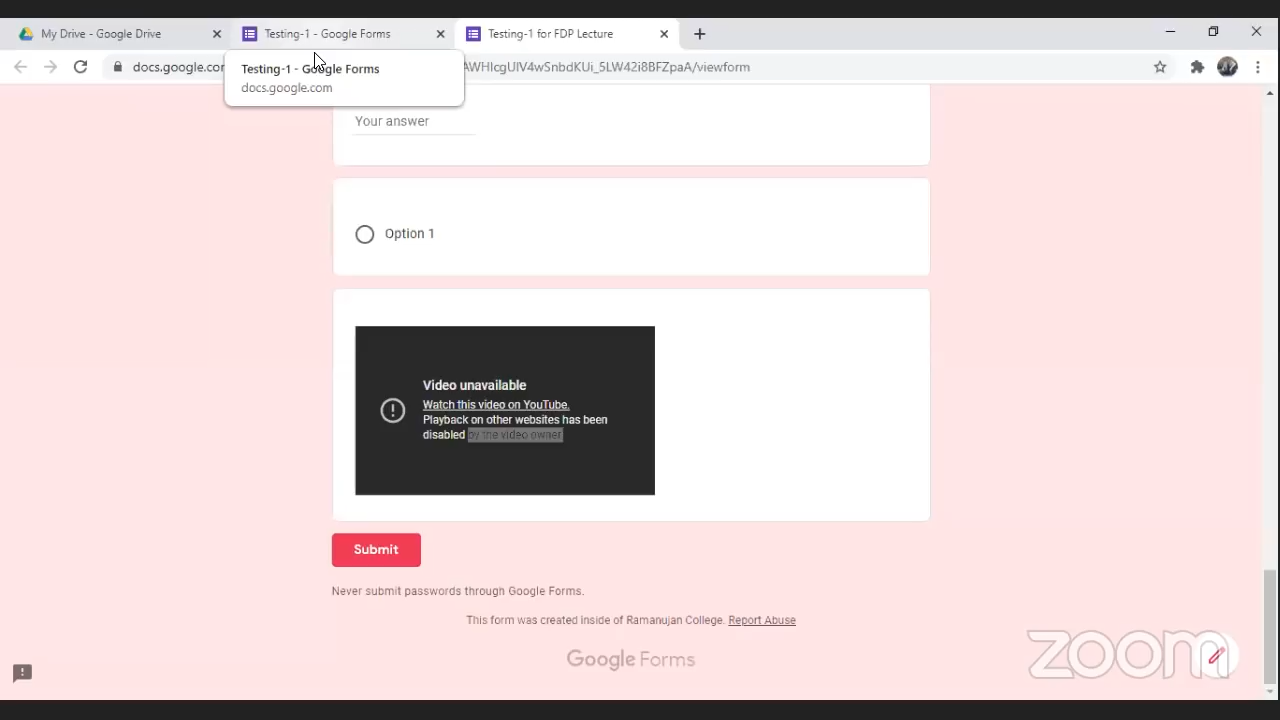 My Drive - Google Drive
Testing-1 - Google Forms
Testing-1 for FDP Lecture
docs.google.com
AWHIcgUIV4wSnbdKUi_5LW42i8BFZpaA/viewform
Testing-1 - Google Forms
docs.google.com
Your answer
Option 1
Video unavailable
Watch this video on YouTube.
Playback on other websites has been
disabled by the video owner
Submit
Never submit passwords through Google Forms.
This form was created inside of Ramanujan College. Report Abuse
Google Forms
zoom